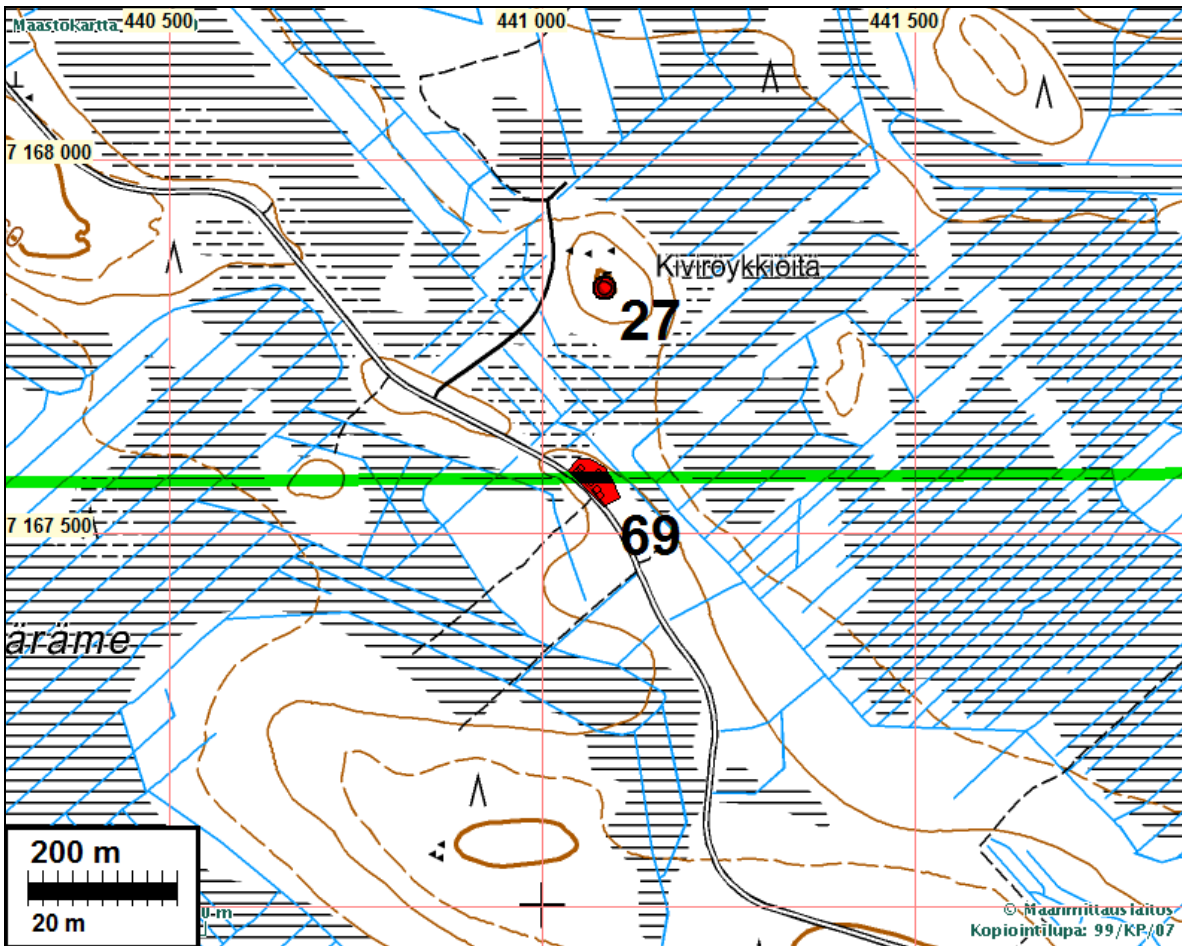 Maastokartta
440 500
441 000
441 500
7 168 000
Kiviröykkiöitä
27
7 167 500
69
äräme
200 m
20 m
0-m
© Maanmittauslaitos
Kopiointilupa: 99/KP/07